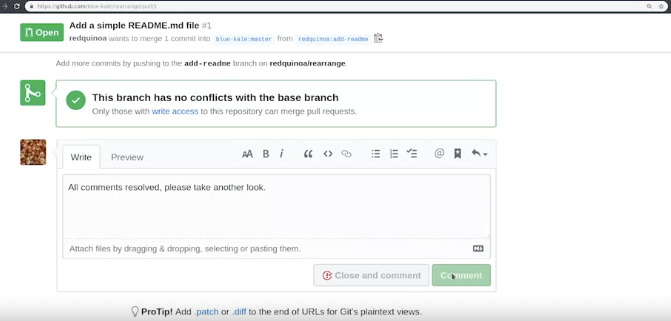 https://github.com/blue-kale/rearrange/pull/1
Open
Add a simple README.md file #1
redquinoa wants to merge 1 commit into blue-kale:master from redquinoa:add-readme
Add more commits by pushing to the add-readme branch on redquinoa/rearrange
This branch has no conflicts with the base branch
Only those with write access to this repository can merge pull requests.
Write Preview
AA B i
All comments resolved, please take another look.
Attach files by dragging & dropping, selecting or pasting them.
Close and comment Comment
ProTip! Add .patch or .diff to the end of URLs for Git's plaintext views.